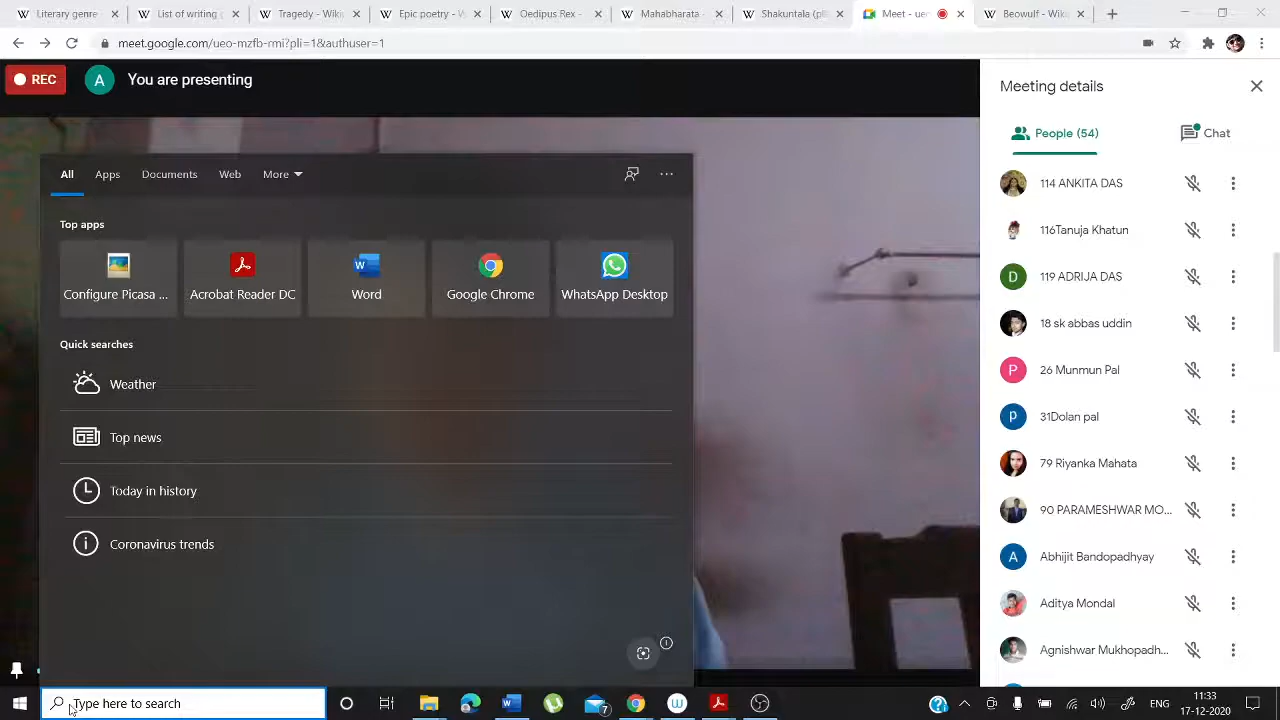 Literary genre
List of writing g
Tragedy - Wiki
Epic poetry - W
Oedipus Rex -
Mahabharata -
Shakuntala (pl
Meet - ue
Beowulf - Wiki
meet.google.com/ueo-mzfb-rmi?pli=1&authuser=1
REC
A
You are presenting
Meeting details
People (54)
Chat
114 ANKITA DAS
116Tanuja Khatun
D
119 ADRIJA DAS
18 sk abbas uddin
P
26 Munmun Pal
p
31Dolan pal
79 Riyanka Mahata
90 PARAMESHWAR MO...
A
Abhijit Bandopadhyay
Aditya Mondal
Agnishwar Mukhopadh...
All
Apps
Documents
Web
More
Top apps
Configure Picasa ...
Acrobat Reader DC
Word
Google Chrome
WhatsApp Desktop
Quick searches
Weather
Top news
Today in history
Coronavirus trends
Type here to search
7
ENG
11:33
17-12-2020